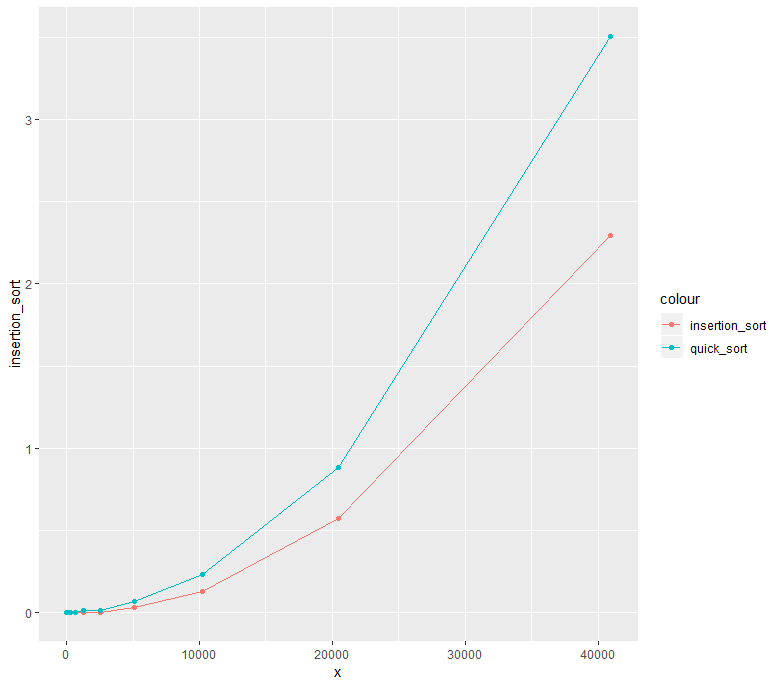 3
2
1
0
insertion_sort
0 10000 20000 30000 40000
x
colour
insertion_sort
quick_sort